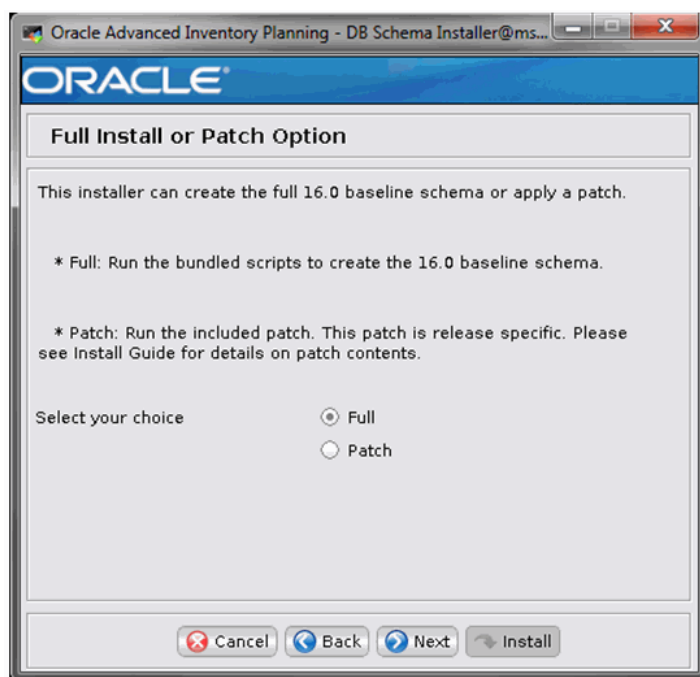 Oracle Advanced Inventory Planning - DB Schema Installer@ms...
ORACLE®
Full Install or Patch Option
This installer can create the full 16.0 baseline schema or apply a patch.
* Full: Run the bundled scripts to create the 16.0 baseline schema.
* Patch: Run the included patch. This patch is release specific. Please
see Install Guide for details on patch contents.
Select your choice Full
Patch
Cancel Back Next Install